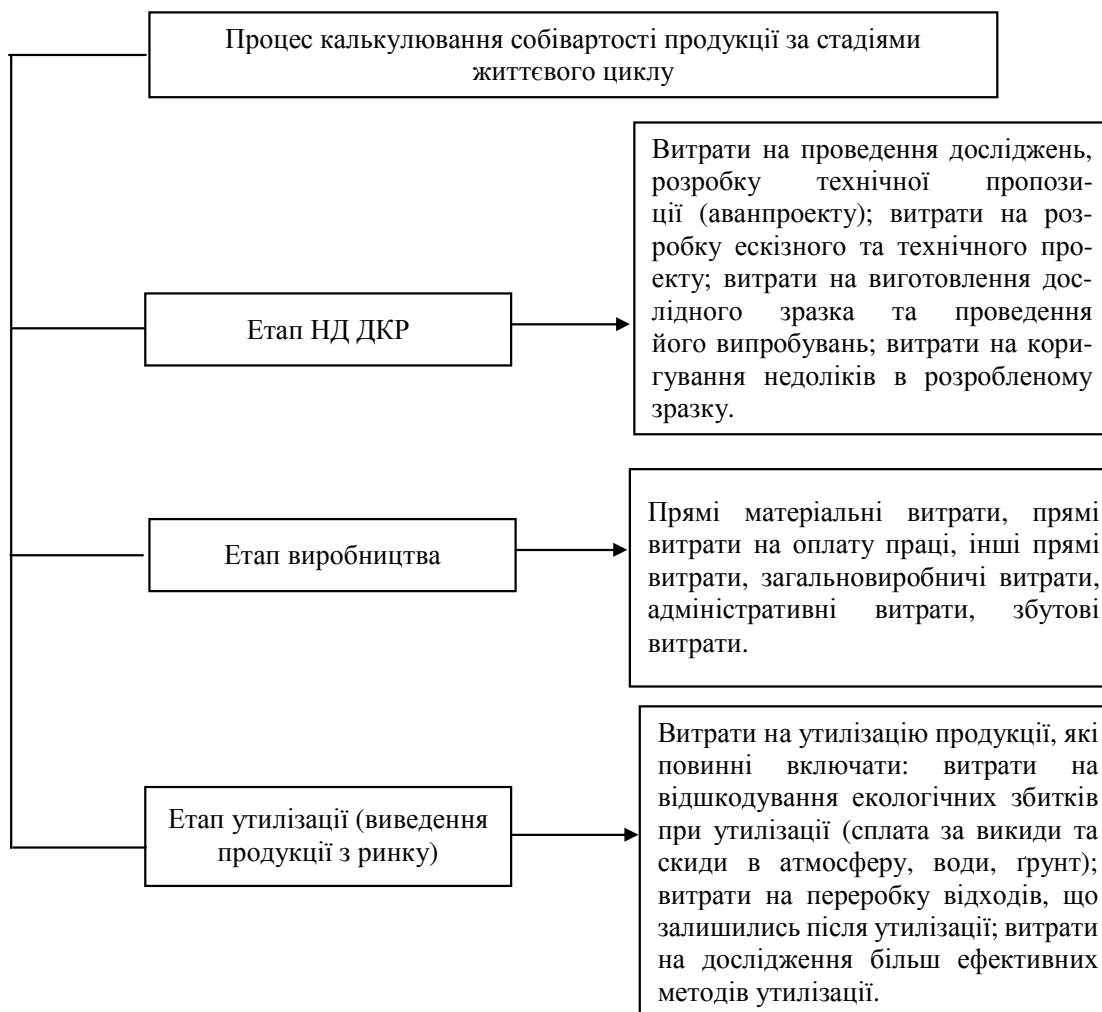 Процес калькулювання собівартості продукції за стадіями
життєвого циклу
Витрати на проведення досліджень,
розробку технічної пропози-
ції (аванпроекту); витрати на роз-
робку ескізного та технічного про-
екту; витрати на виготовлення дос-
лідного зразка та проведення
його випробувань; витрати на кори-
гування недоліків в розробленому
зразку.
Етап НД ДКР
Прямі матеріальні витрати, прямі
витрати на оплату праці, інші прямі
витрати, загальновиробничі витрати,
адміністративні витрати, збутові
витрати.
Етап виробництва
Витрати на утилізацію продукції, які
повинні включати: витрати на
відшкодування екологічних збитків
при утилізації (сплата за викиди та
скиди в атмосферу, води, ґрунт);
витрати на переробку відходів, що
залишились після утилізації; витрати
на дослідження більш ефективних
методів утилізації.
Етап утилізації (виведення
продукції з ринку)